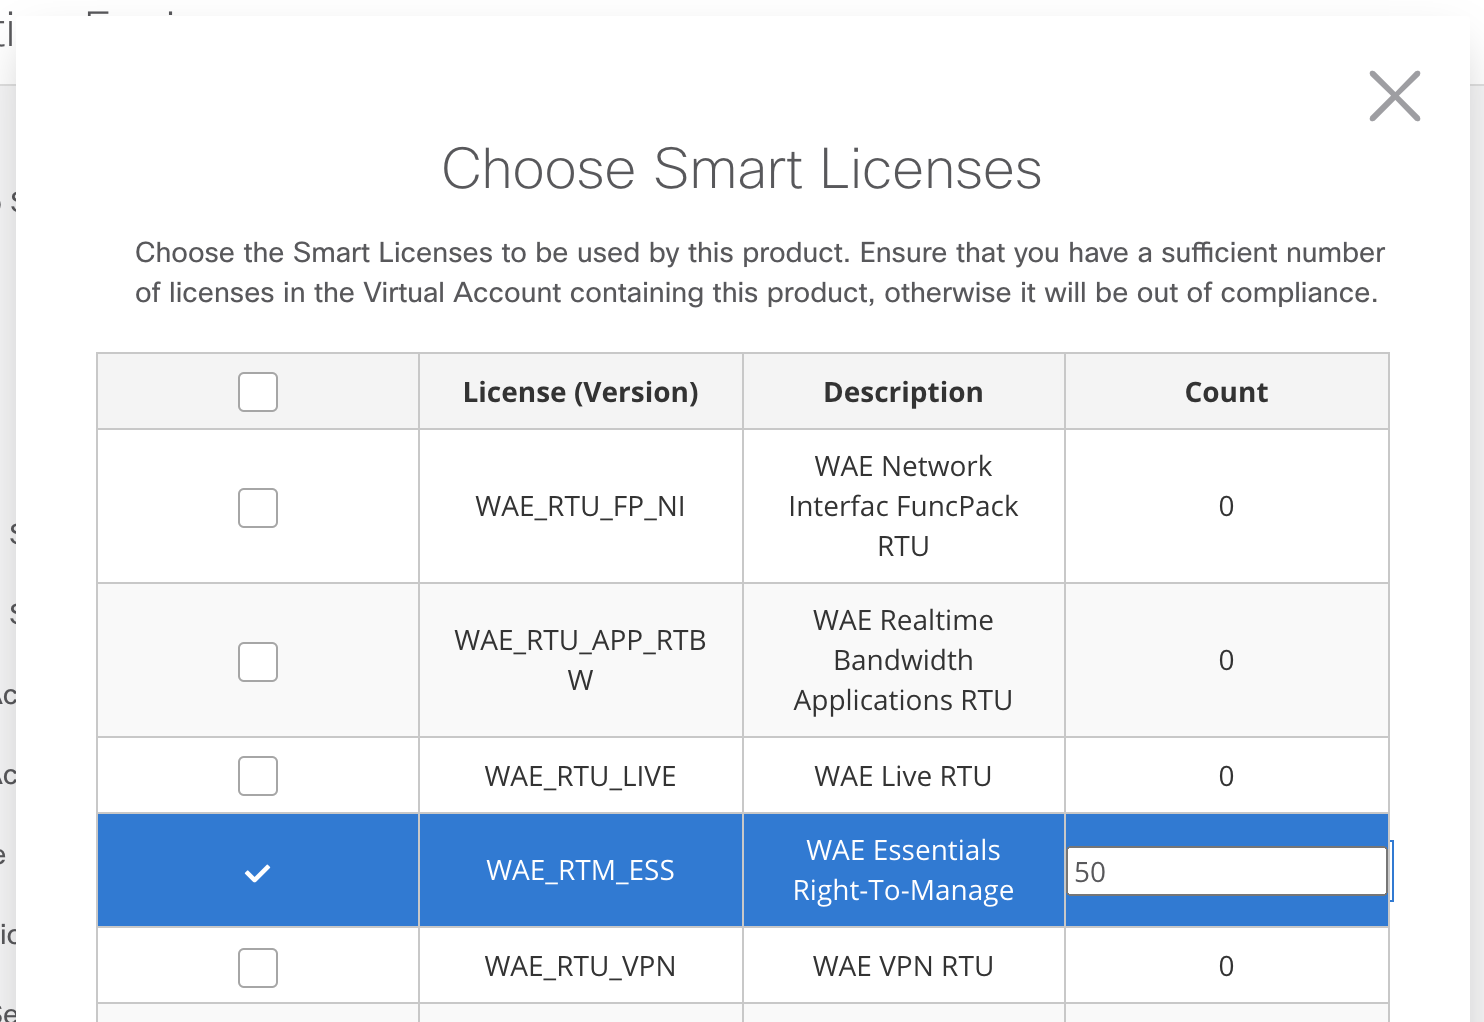 Choose Smart Licenses
Choose the Smart Licenses to be used by this product. Ensure that you have a sufficient number
of licenses in the Virtual Account containing this product, otherwise it will be out of compliance.
License (Version) Description Count
WAE_RTU_FP_NI WAE Network
Interfac FuncPack
RTU 0
WAE_RTU_APP_RTB
W WAE Realtime
Bandwidth
Applications RTU 0
WAE_RTU_LIVE WAE Live RTU 0
WAE_RTM_ESS WAE Essentials
Right-To-Manage 50
WAE_RTU_VPN WAE VPN RTU 0